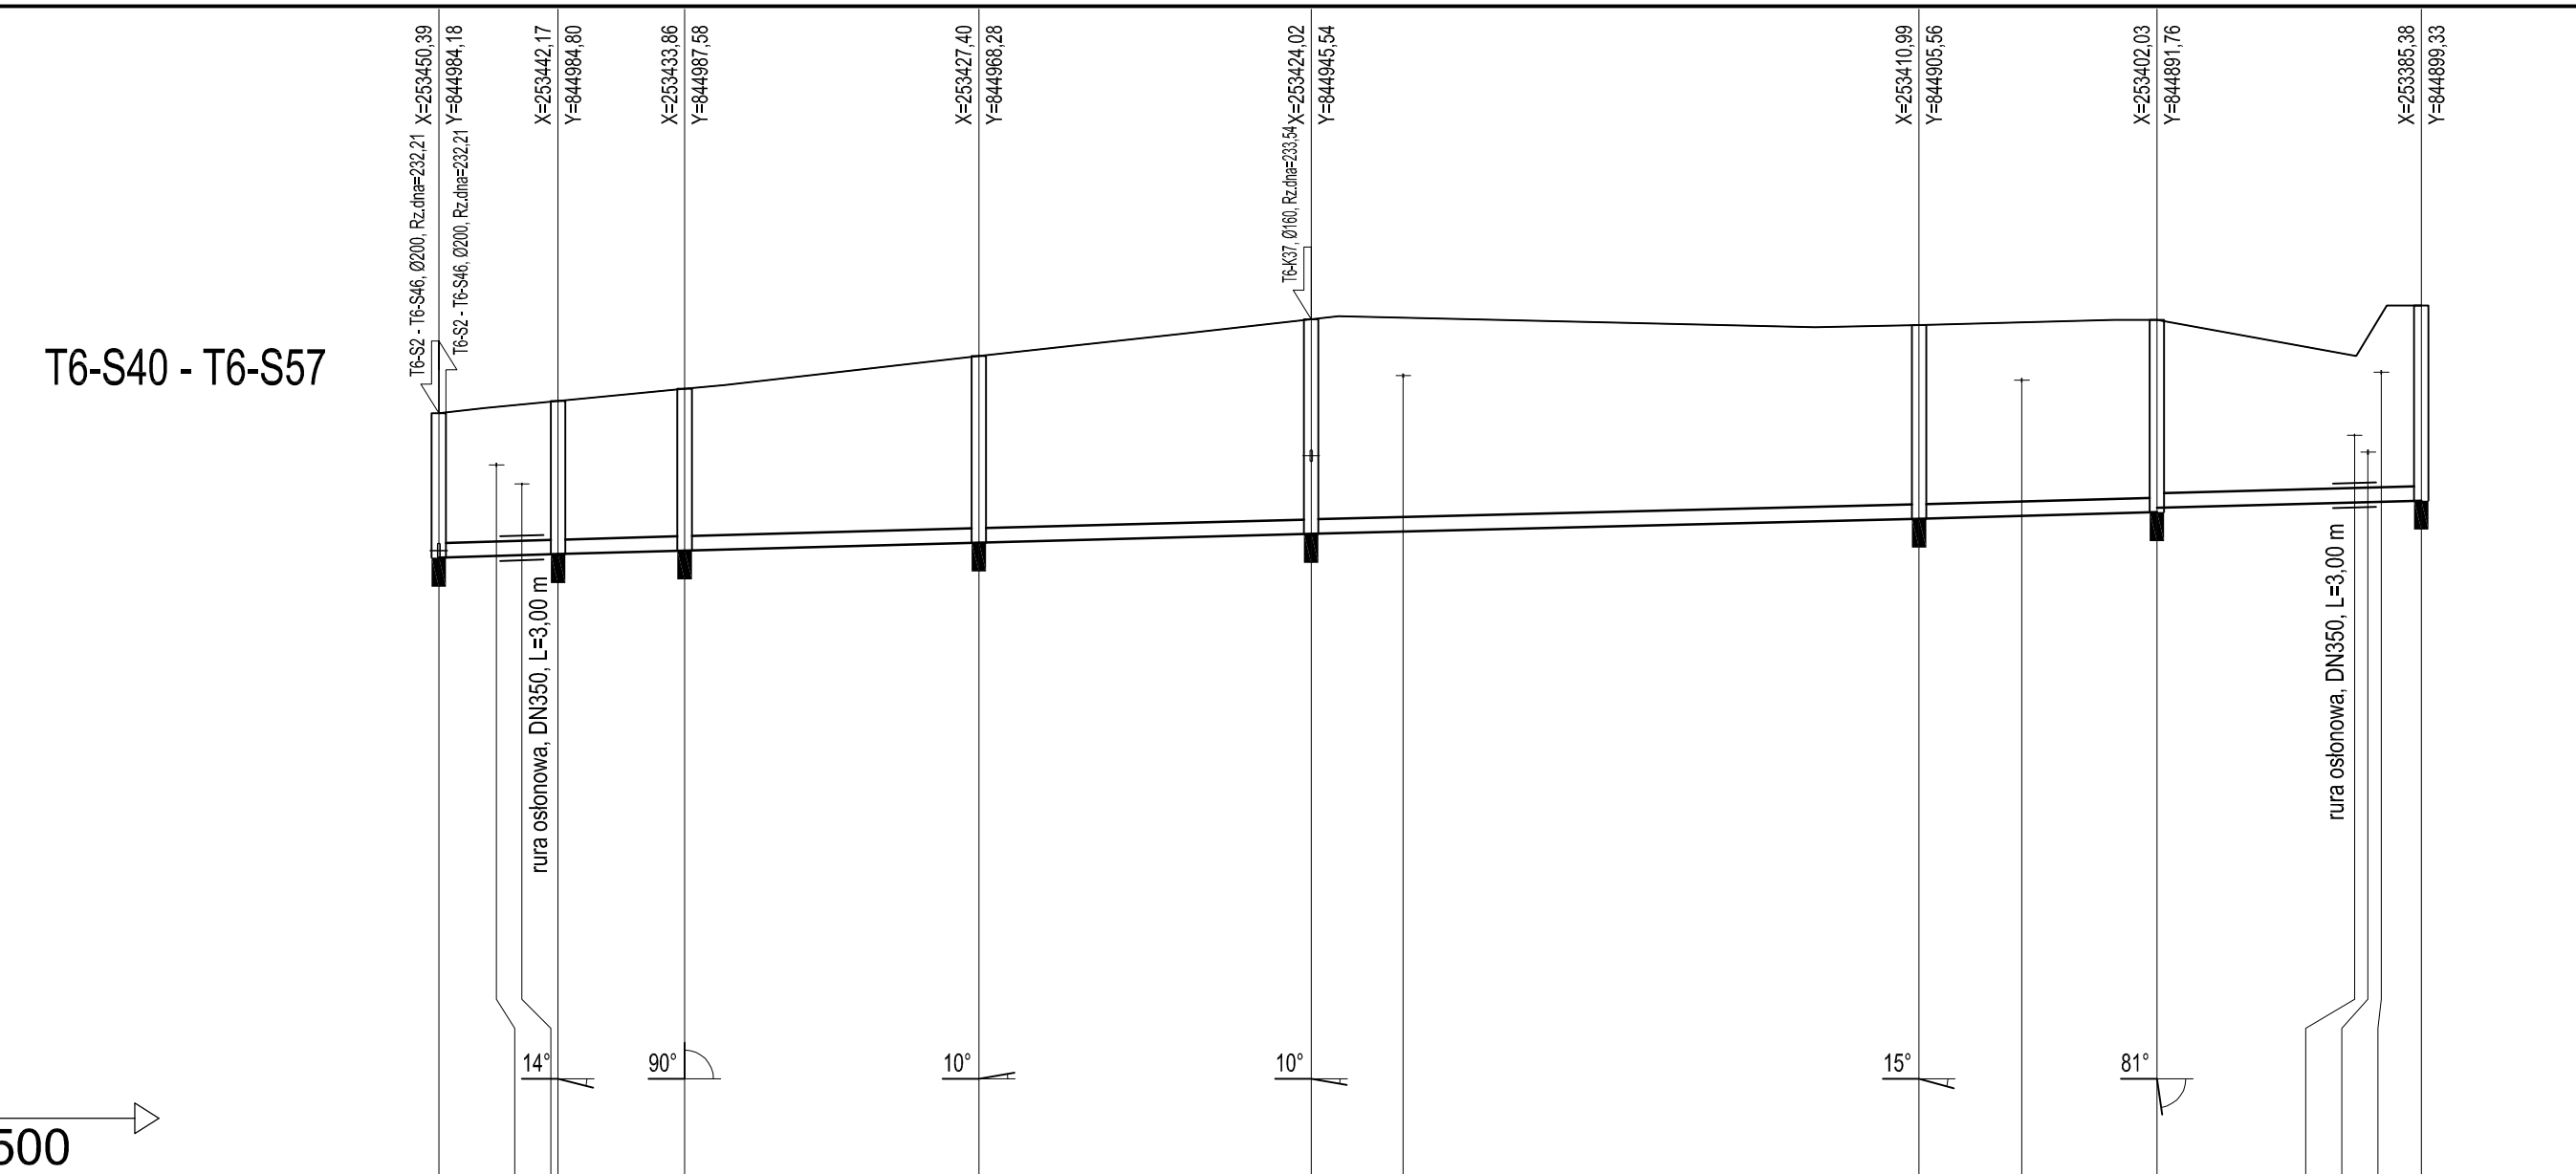 X=253450,39
Y=844984,18
X=253442,17
Y=844984,80
X=253433,86
Y=844987,58
X=253427,40
Y=844968,28
X=253424,02
Y=844945,54
X=253410,99
Y=844905,56
X=253402,03
Y=844891,76
X=253385,38
Y=844899,33
T6-S2 - T6-S46, Ø200, Rz.dna=232,21
T6-S2 - T6-S46, Ø200, Rz.dna=232,21
T6-K37, Ø160, Rz.dna=233,54
T6-S40 - T6-S57
rura osłonowa, DN350, L=3,00 m
rura osłonowa, DN350, L=3,00 m
14°
90°
10°
10°
15°
81°
500